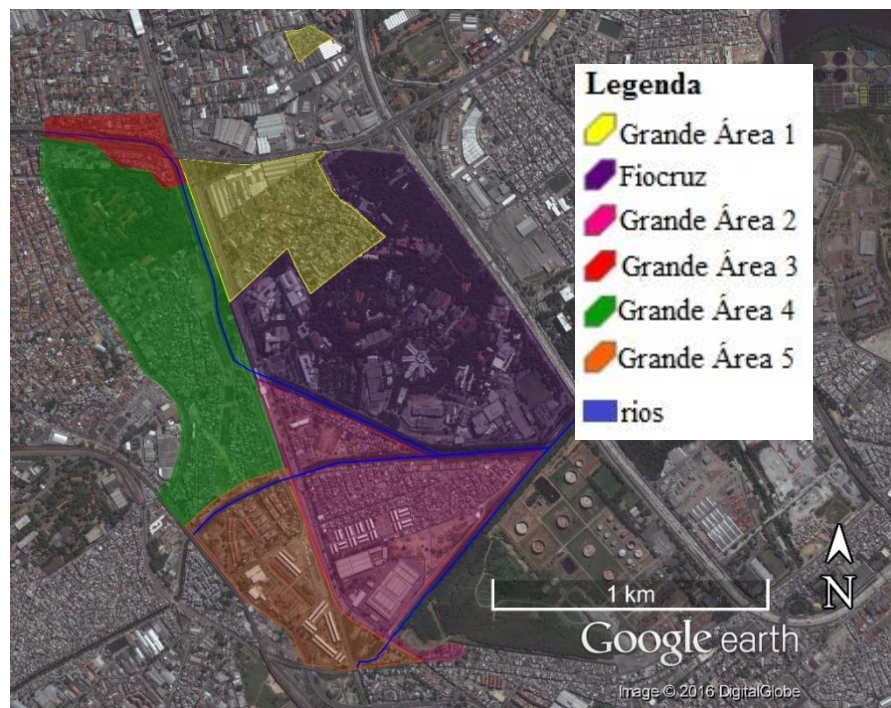 Legenda
Grande Área 1
Fiocruz
Grande Área 2
Grande Área 3
Grande Área 4
Grande Área 5
rios
1 km
N
Google earth
Image © 2016 DigitalGlobe